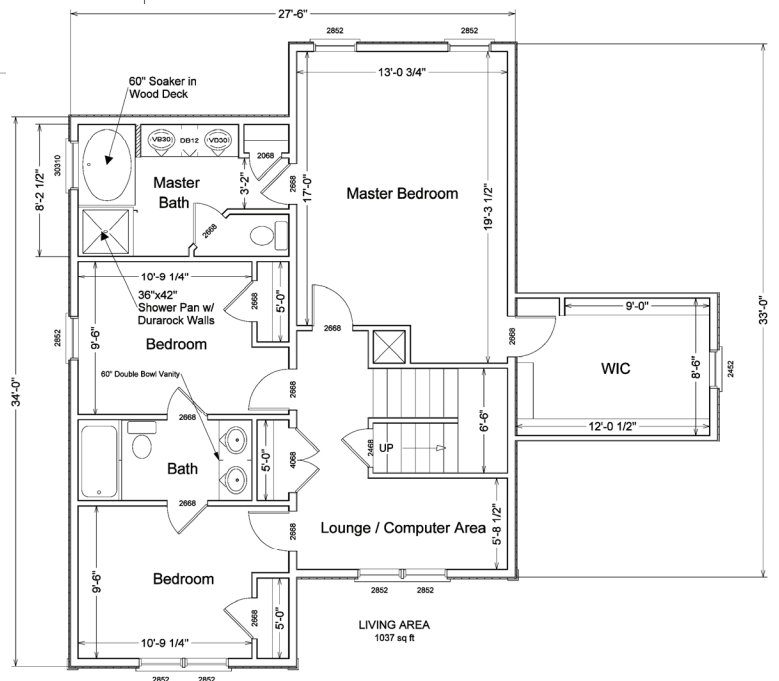 27'-6"
2852
2852
13'-0 3/4"
60" Soaker in
Wood Deck
VB30
DB12
VD30
30310
2068
8'-2 1/2"
3'-2"
2668
17'-0"
Master
Bath
Master Bedroom
19'-3 1/2"
2668
10'-9 1/4"
36"x42"
Shower Pan w/
Durarock Walls
2668
5'-0"
9'-0"
33'-0"
2852
9'-6"
Bedroom
2668
2668
WIC
8'-6"
2452
60" Double Bowl Vanity
2668
34'-0"
2668
6'-6"
12'-0 1/2"
UP
2468
Bath
5'-0"
4068
2668
2668
Lounge / Computer Area
5'-8 1/2"
9'-6"
Bedroom
2852
2852
2668
5'-0"
LIVING AREA
1037 sq ft
10'-9 1/4"
2852
2852